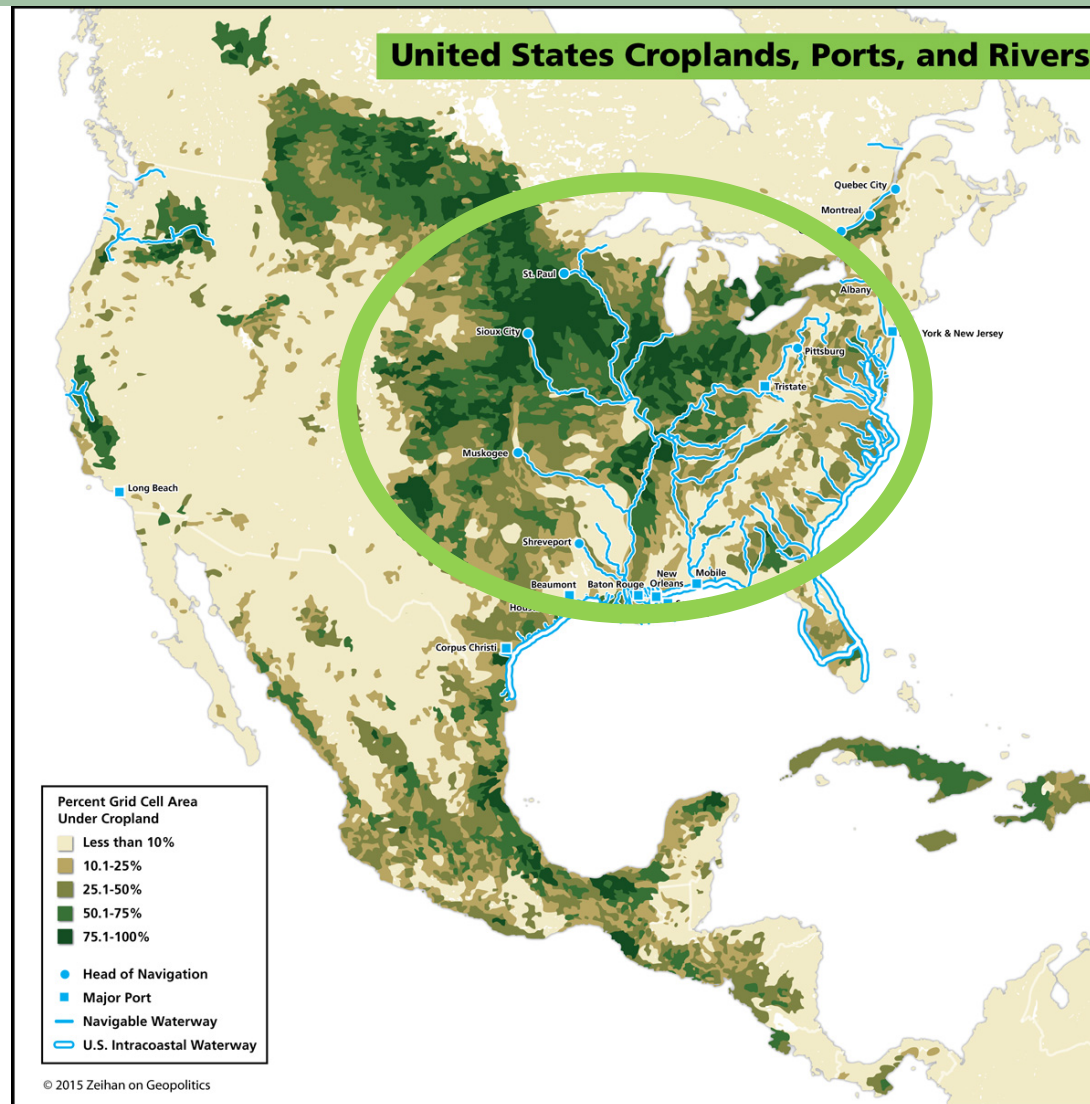 United States Croplands, Ports, and Rivers
Quebec City
Montreal
Albany
St. Paul
Sioux City
York & New Jersey
Pittsburg
Tristate
Muskogee
Long Beach
Shreveport
New
Orleans
Mobile
Beaumont
Baton Rouge
Corpus Christi
Percent Grid Cell Area
Under Cropland
Less than 10%
10.1-25%
25.1-50%
50.1-75%
75.1-100%
Head of Navigation
Major Port
Navigable Waterway
U.S. Intracoastal Waterway
© 2015 Zeihan on Geopolitics